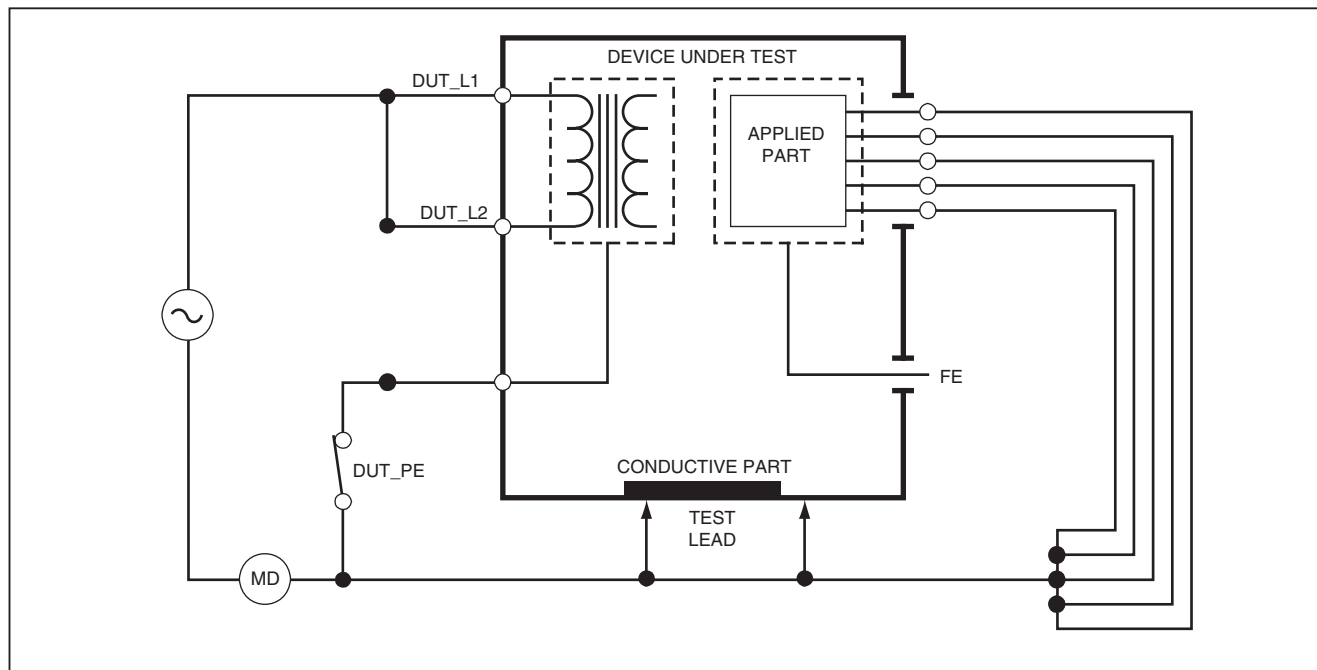 DEVICE UNDER TEST
DUT_L1
APPLIED
PART
DUT_L2
FE
DUT_PE
CONDUCTIVE PART
TEST
LEAD
MD